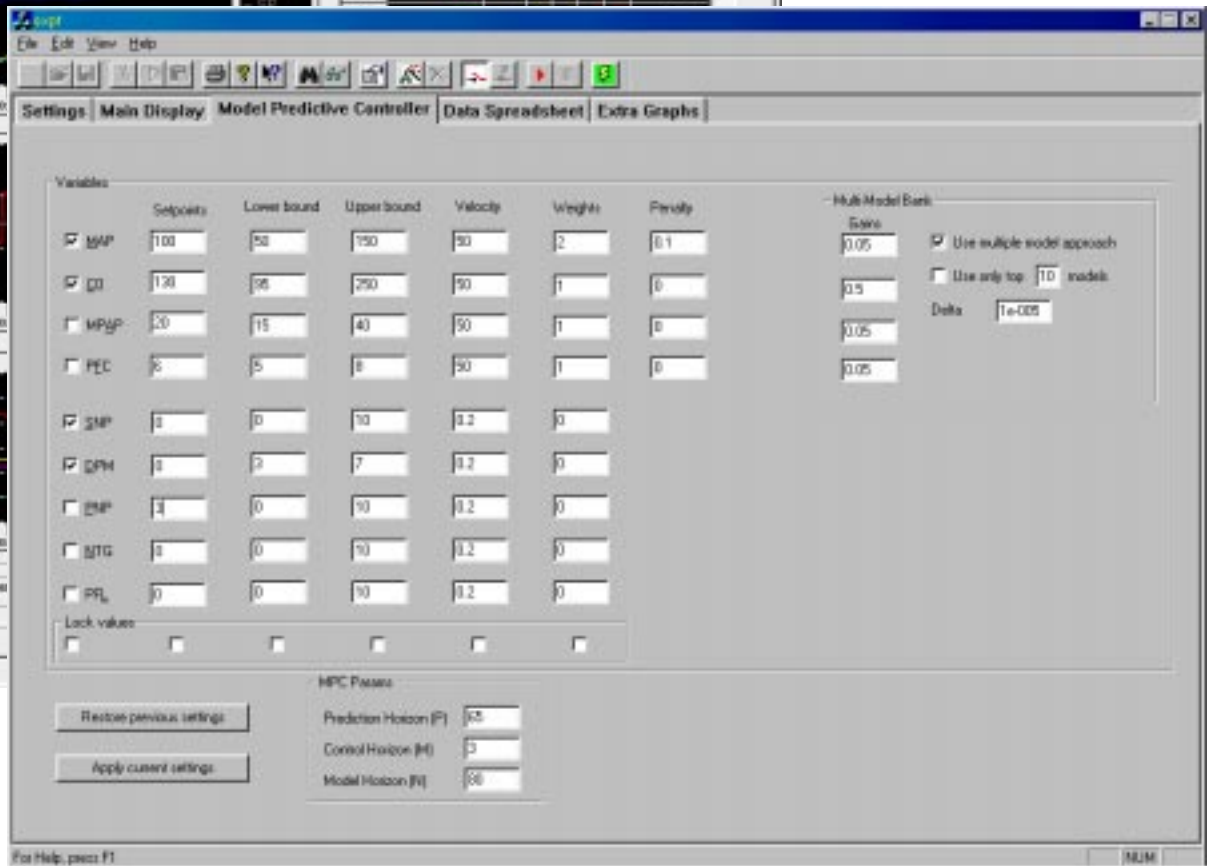 expt
File Edit View Help
Settings Main Display Model Predictive Controller Data Spreadsheet Extra Graphs
Variables
Setpoints Lower bound Upper bound Velocity Weights Penalty
MAP 100 50 150 50 2 0.1
CO 130 95 250 50 1 0
MPAP 20 15 40 50 1 0
PEC 6 5 8 50 1 0
SNP 0 0 10 0.2 0
DPM 0 3 7 0.2 0
PNP 3 0 10 0.2 0
NTG 0 0 10 0.2 0
0 0 10 0.2 0
Lock values
Multi-Model Bank
Gains
0.05 Use multiple model approach
0.5 Use only top 10 models
Delta 1e-005
0.05
0.05
MPC Params
Restore previous settings
Prediction Horizon (P) 65
Control Horizon (M) 3
Apply current settings
Model Horizon (N) 80
For Help, press F1
NUM